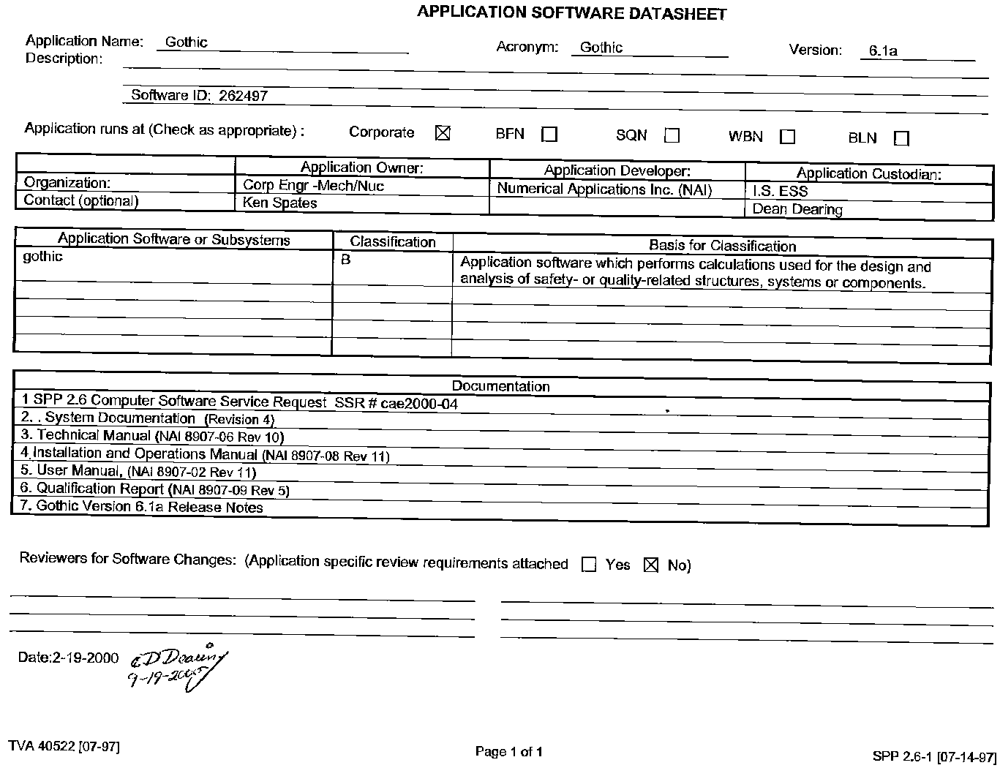 APPLICATION SOFTWARE DATASHEET
Application Name: Gothic Acronym: Gothic Version: 6.1a
Description:
Software ID: 262497
Application runs at (Check as appropriate) : Corporate ☒ BFN ☐ SQN ☐ WBN ☐ BLN ☐
Application Owner: Application Developer: Application Custodian:
Organization: Corp Engr -Mech/Nuc Numerical Applications Inc. (NAI) I.S. ESS
Contact (optional) Ken Spates Dean Dearing
Application Software or Subsystems Classification Basis for Classification
gothic B Application software which performs calculations used for the design and
analysis of safety- or quality-related structures, systems or components.
Documentation
1 SPP 2.6 Computer Software Service Request SSR # cae2000-04
2. . System Documentation (Revision 4)
3. Technical Manual (NAI 8907-06 Rev 10)
4.Installation and Operations Manual (NAI 8907-08 Rev 11)
5. User Manual, (NAI 8907-02 Rev 11)
6. Qualification Report (NAI 8907-09 Rev 5)
7. Gothic Version 6.1a Release Notes
Reviewers for Software Changes: (Application specific review requirements attached ☐ Yes ☒ No)
Date:2-19-2000 CD Dearing
9-19-2000
TVA 40522 [07-97] Page 1 of 1 SPP 2.6-1 [07-14-97]